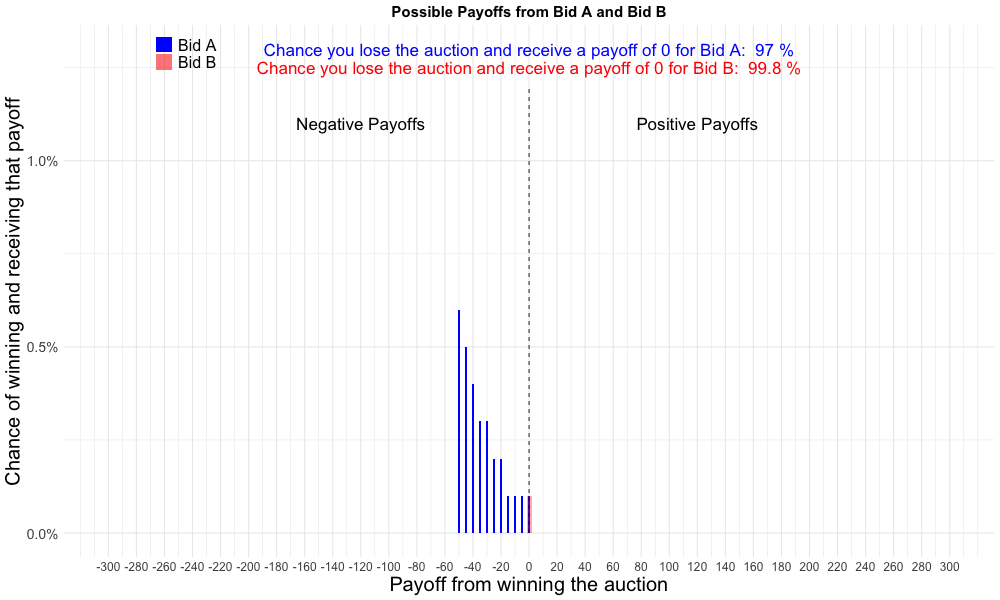 Possible Payoffs from Bid A and Bid B
Bid A
Bid B
Chance you lose the auction and receive a payoff of 0 for Bid A:  97 %
Chance you lose the auction and receive a payoff of 0 for Bid B:  99.8 %
Negative Payoffs
Positive Payoffs
Chance of winning and receiving that payoff
1.0%
0.5%
0.0%
-300 -280 -260 -240 -220 -200 -180 -160 -140 -120 -100 -80 -60 -40 -20 0 20 40 60 80 100 120 140 160 180 200 220 240 260 280 300
Payoff from winning the auction